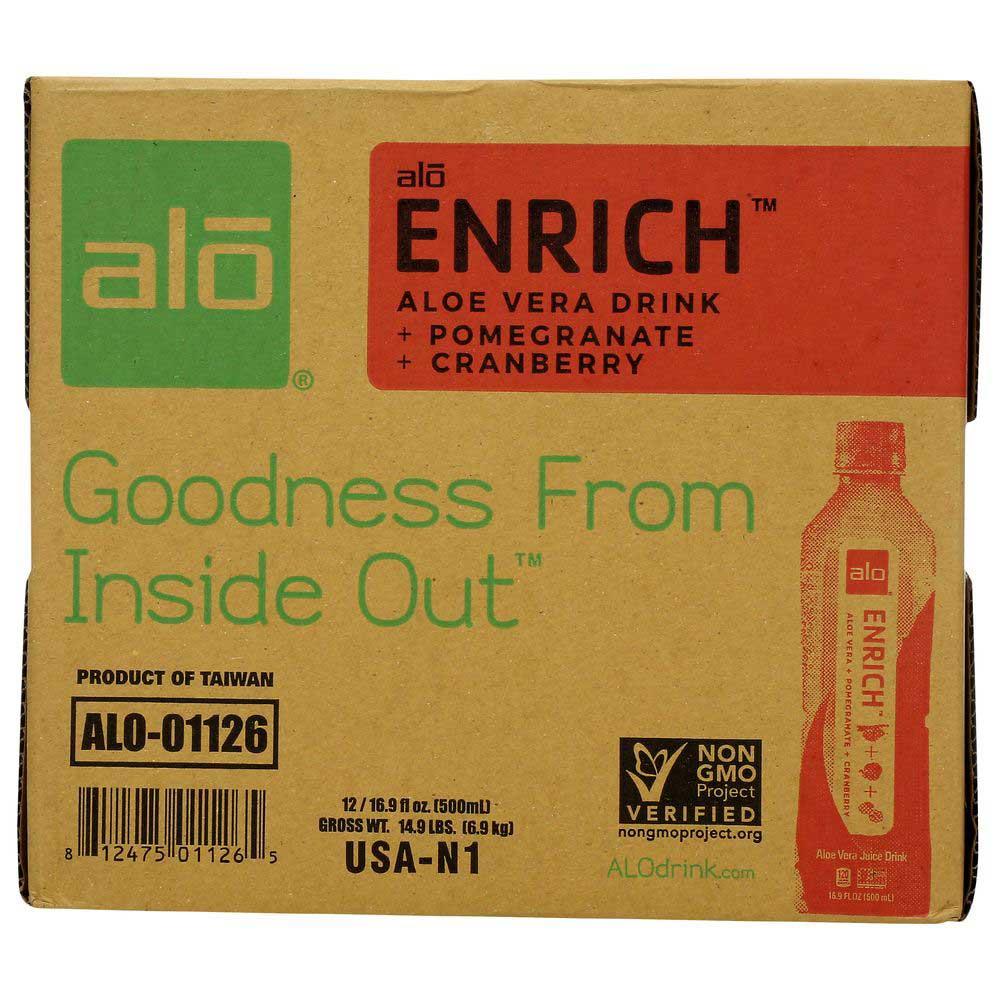 alō®
alō
ENRICH™
ALOE VERA DRINK
+ POMEGRANATE
+ CRANBERRY
Goodness From
Inside Out™
PRODUCT OF TAIWAN
ALO-01126
8 12475 01126 5
12 / 16.9 fl oz. (500mL)
GROSS WT. 14.9 LBS. (6.9 kg)
USA-N1
NON
GMO
Project
VERIFIED
nongmoproject.org
ALOdrink.com
alo
ENRICH™
ALOE VERA + POMEGRANATE + CRANBERRY
Aloe Vera Juice Drink
120
16.9 FL OZ (500 mL)